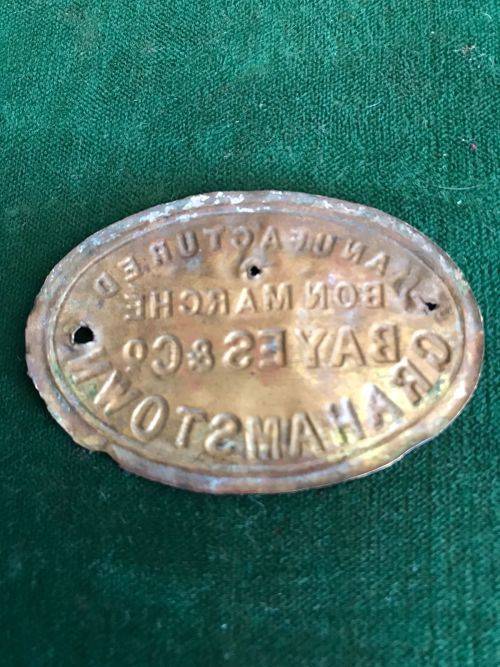 MANUFACTURED.
BON MARCHE
BAYES & Co
GRAHAMSTOWN